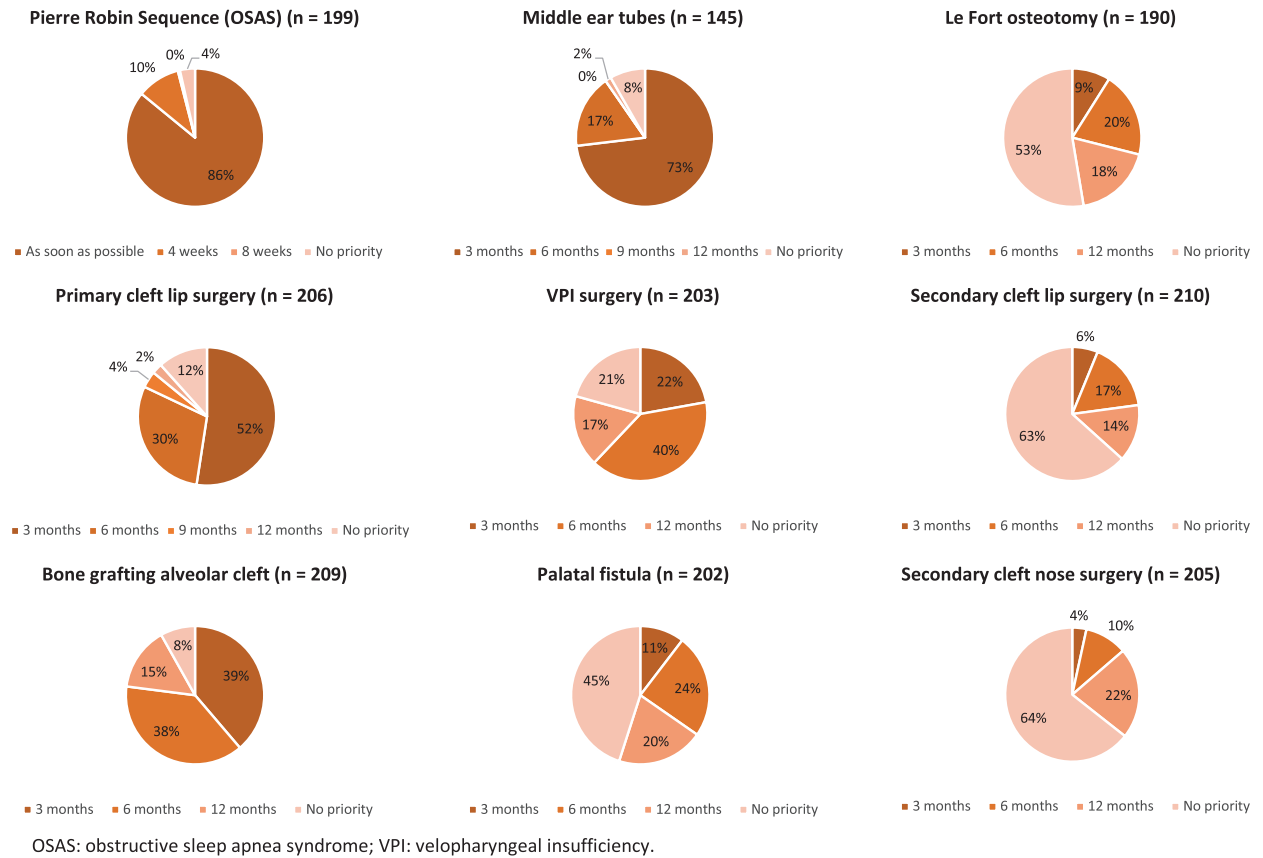 Pierre Robin Sequence (OSAS) (n = 199)
0%
4%
10%
86%
As soon as possible 4 weeks 8 weeks No priority
Middle ear tubes (n = 145)
2%
0%
8%
17%
73%
3 months 6 months 9 months 12 months No priority
Le Fort osteotomy (n = 190)
9%
20%
53%
18%
3 months 6 months 12 months No priority
Primary cleft lip surgery (n = 206)
2%
4%
12%
52%
30%
3 months 6 months 9 months 12 months No priority
VPI surgery (n = 203)
21%
22%
17%
40%
3 months 6 months 12 months No priority
Secondary cleft lip surgery (n = 210)
6%
17%
14%
63%
3 months 6 months 12 months No priority
Bone grafting alveolar cleft (n = 209)
8%
15%
39%
38%
3 months 6 months 12 months No priority
Palatal fistula (n = 202)
11%
45%
24%
20%
3 months 6 months 12 months No priority
Secondary cleft nose surgery (n = 205)
4%
10%
22%
64%
3 months 6 months 12 months No priority
OSAS: obstructive sleep apnea syndrome; VPI: velopharyngeal insufficiency.